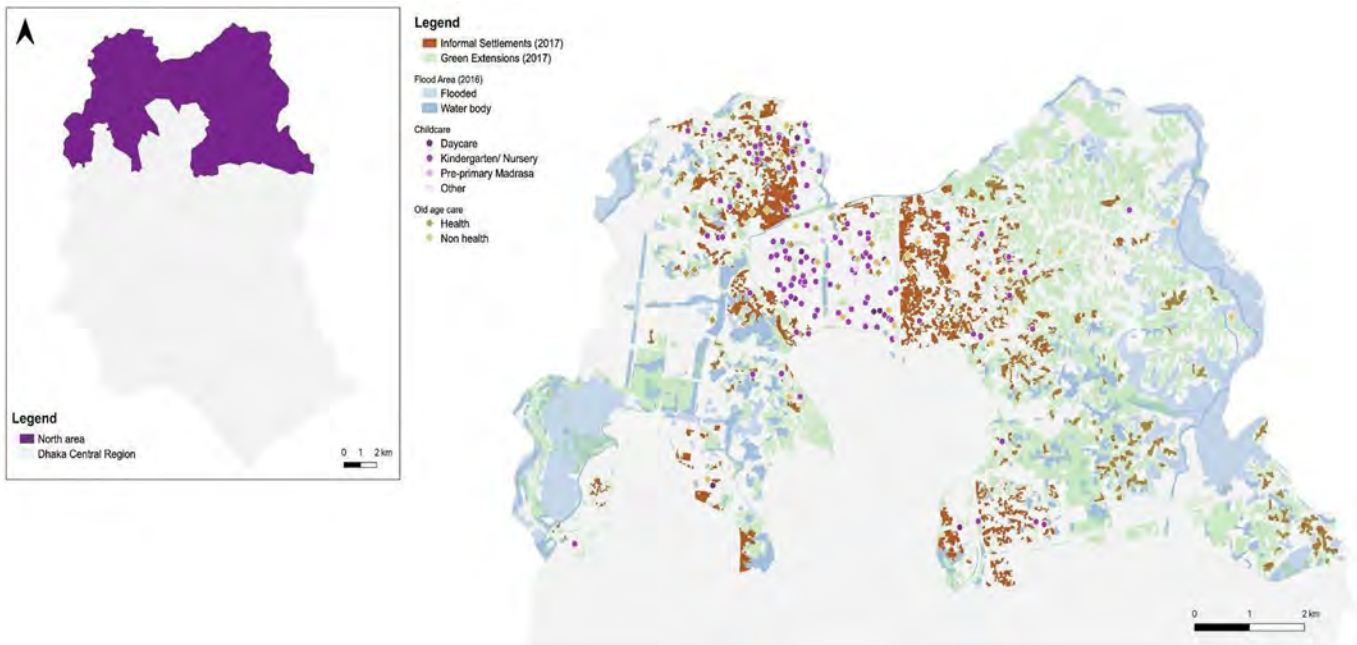 Legend
North area
Dhaka Central Region
0 1 2 km
Legend
Informal Settlements (2017)
Green Extensions (2017)
Flood Area (2016)
Flooded
Water body
Childcare
Daycare
Kindergarten/ Nursery
Pre-primary Madrasa
Other
Old age care
Health
Non health
0 1 2 km